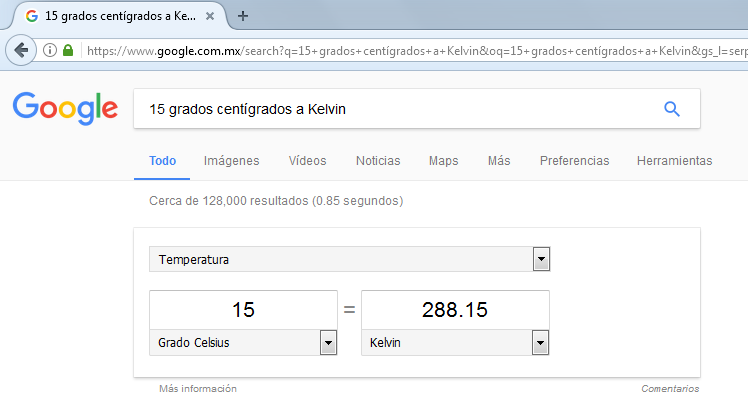 15 grados centígrados a Ke...
https://www.google.com.mx/search?q=15+grados+centígrados+a+Kelvin&oq=15+grados+centígrados+a+Kelvin&gs_l=serp
Google
15 grados centígrados a Kelvin
Todo Imágenes Vídeos Noticias Maps Más Preferencias Herramientas
Cerca de 128,000 resultados (0.85 segundos)
Temperatura
15 = 288.15
Grado Celsius Kelvin
Más información Comentarios